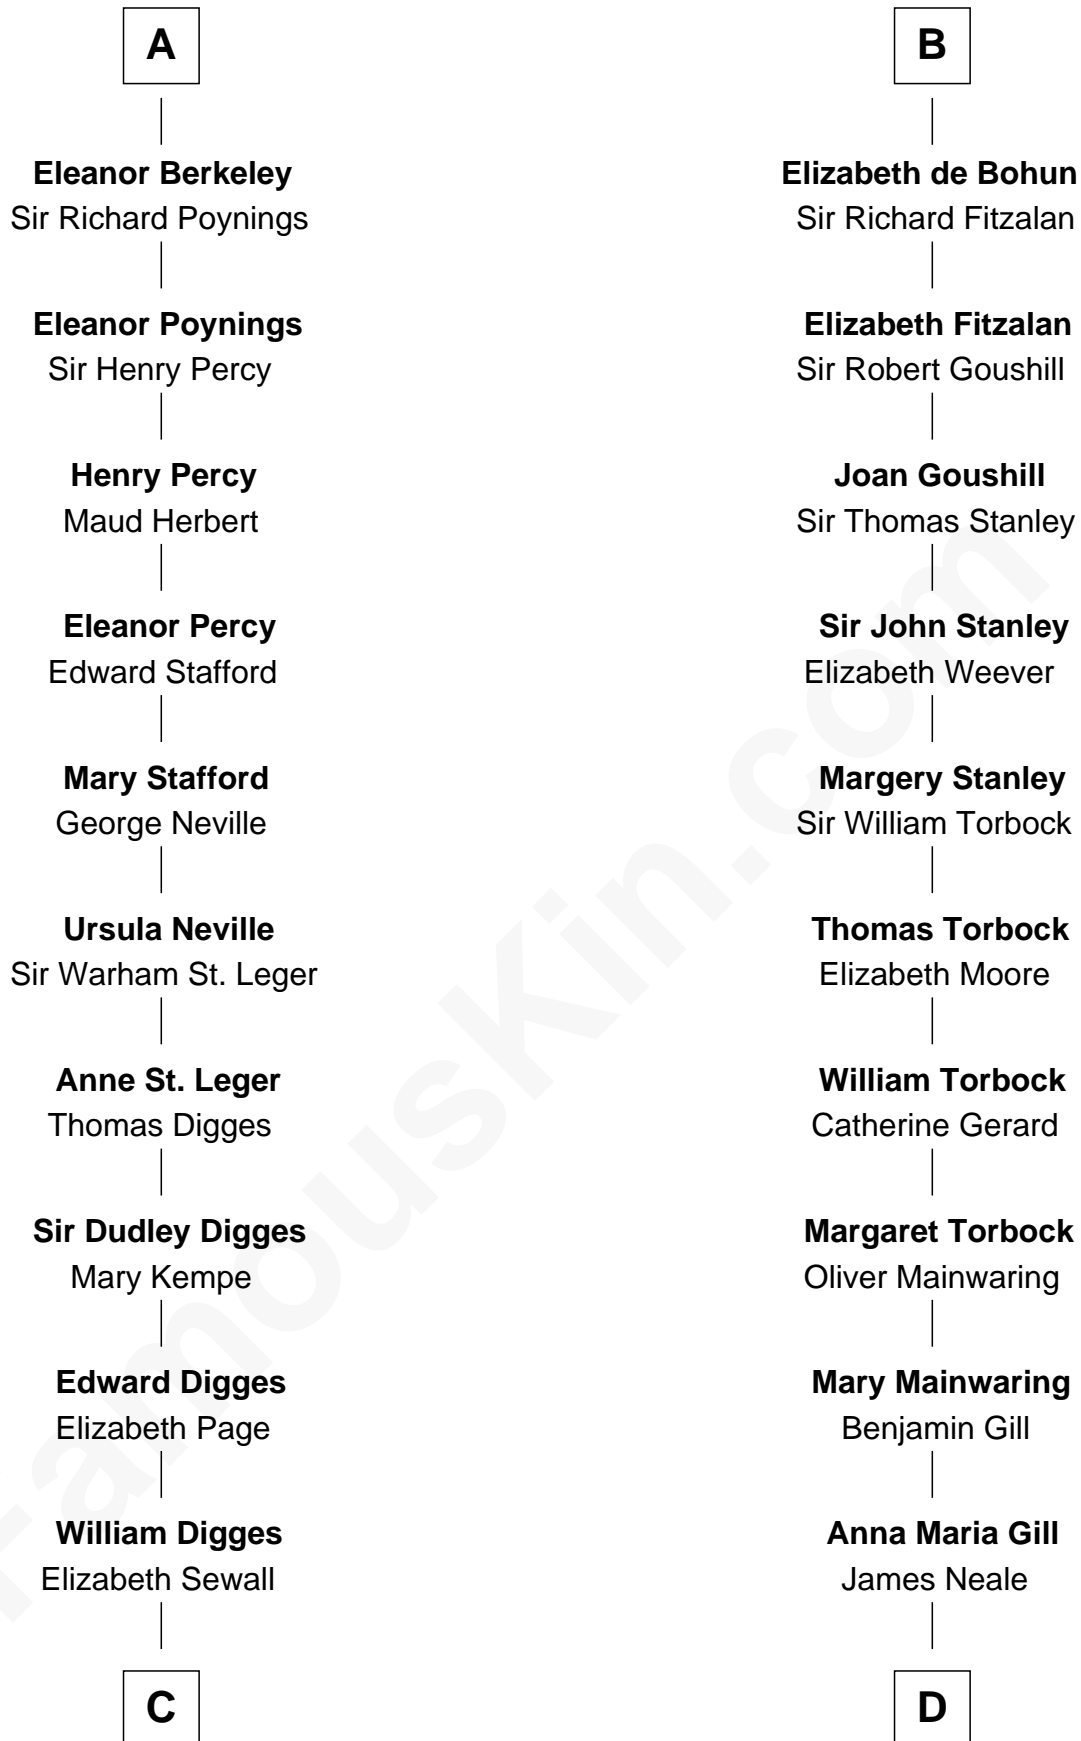 A
Eleanor Berkeley
Sir Richard Poynings
Eleanor Poynings
Sir Henry Percy
Henry Percy
Maud Herbert
Eleanor Percy
Edward Stafford
Mary Stafford
George Neville
Ursula Neville
Sir Warham St. Leger
Anne St. Leger
Thomas Digges
Sir Dudley Digges
Mary Kempe
Edward Digges
Elizabeth Page
William Digges
Elizabeth Sewall
C
B
Elizabeth de Bohun
Sir Richard Fitzalan
Elizabeth Fitzalan
Sir Robert Goushill
Joan Goushill
Sir Thomas Stanley
Sir John Stanley
Elizabeth Weever
Margery Stanley
Sir William Torbock
Thomas Torbock
Elizabeth Moore
William Torbock
Catherine Gerard
Margaret Torbock
Oliver Mainwaring
Mary Mainwaring
Benjamin Gill
Anna Maria Gill
James Neale
D
FamousKin.com